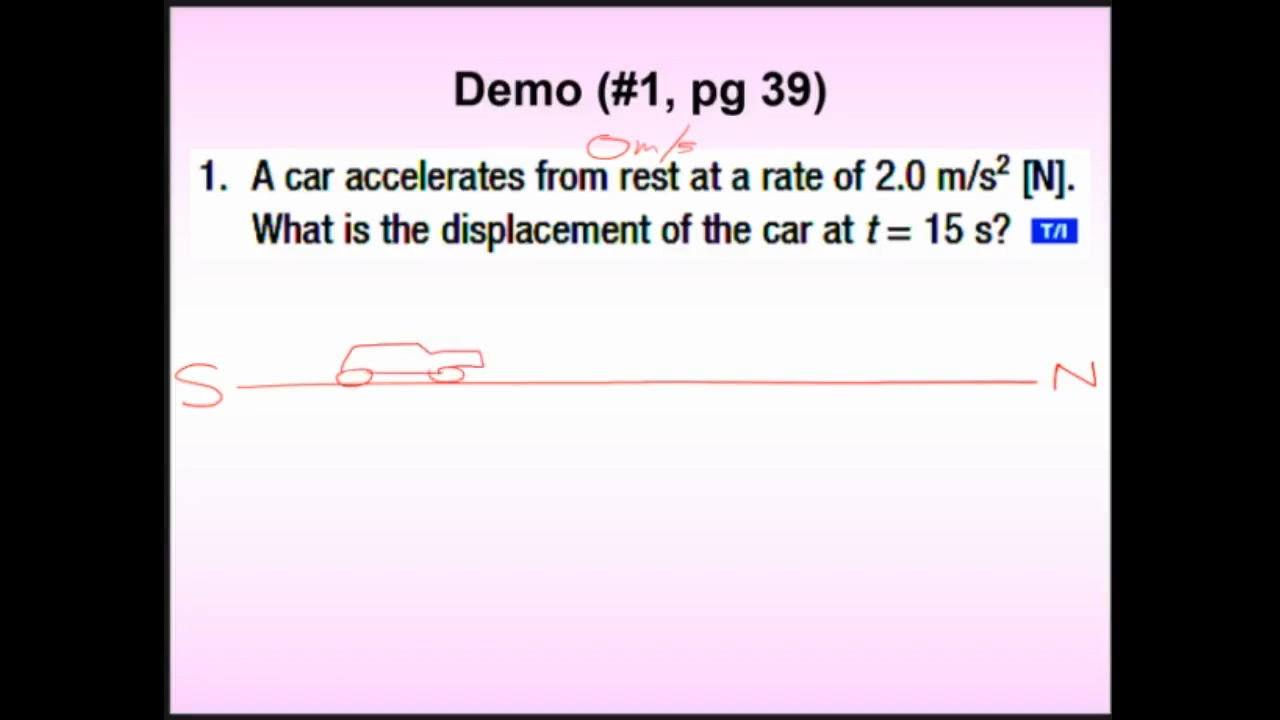 Demo (#1, pg 39)
0 m/s
1. A car accelerates from rest at a rate of 2.0 m/s² [N].
What is the displacement of the car at t = 15 s? T/I
S N